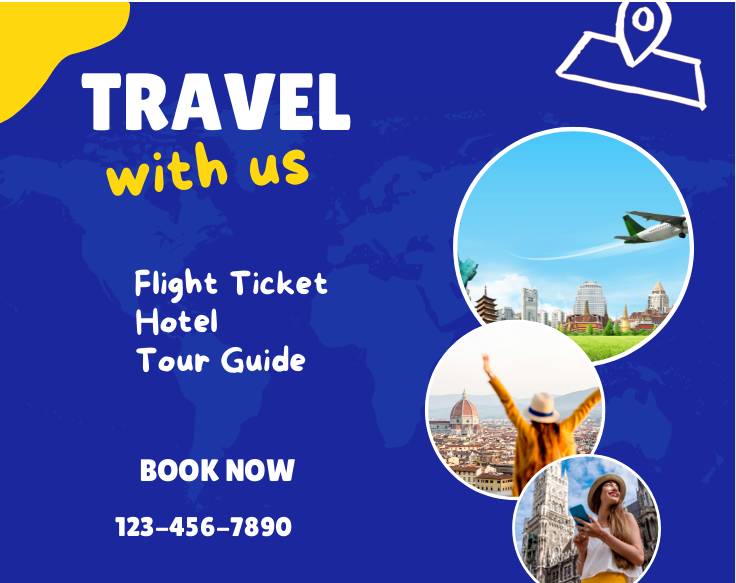 TRAVEL
with us
Flight Ticket
Hotel
Tour Guide
BOOK NOW
123-456-7890